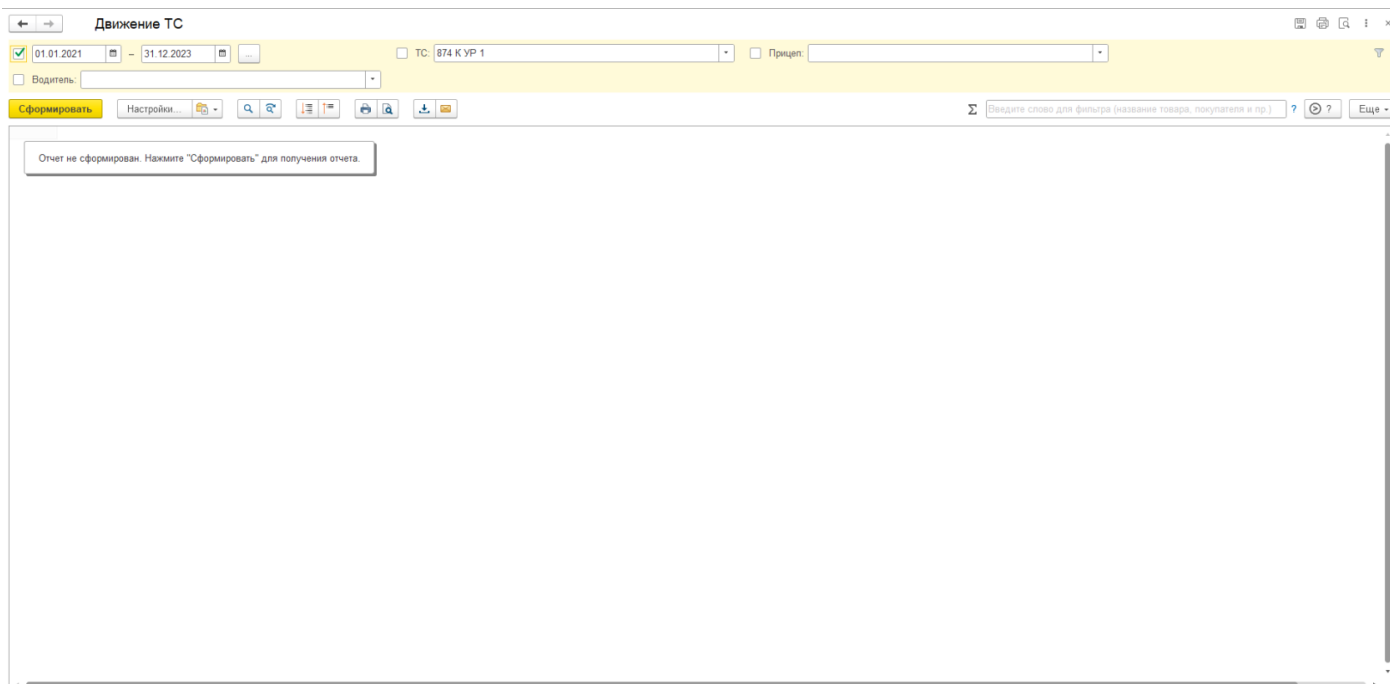 Движение ТС
01.01.2021 – 31.12.2023 ... ТС: 874 К УР 1 Прицеп:
Водитель:
Сформировать Настройки... Σ Введите слово для фильтра (название товара, покупателя и пр.) ? ? Еще
Отчет не сформирован. Нажмите "Сформировать" для получения отчета.